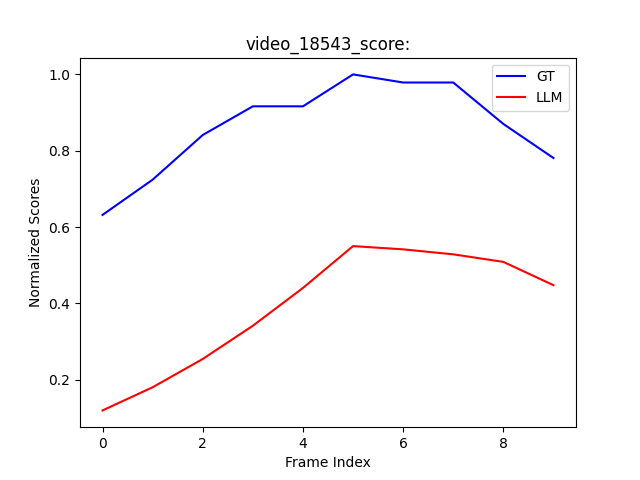 video_18543_score:
GT
LLM
Normalized Scores
1.0
0.8
0.6
0.4
0.2
0 2 4 6 8
Frame Index